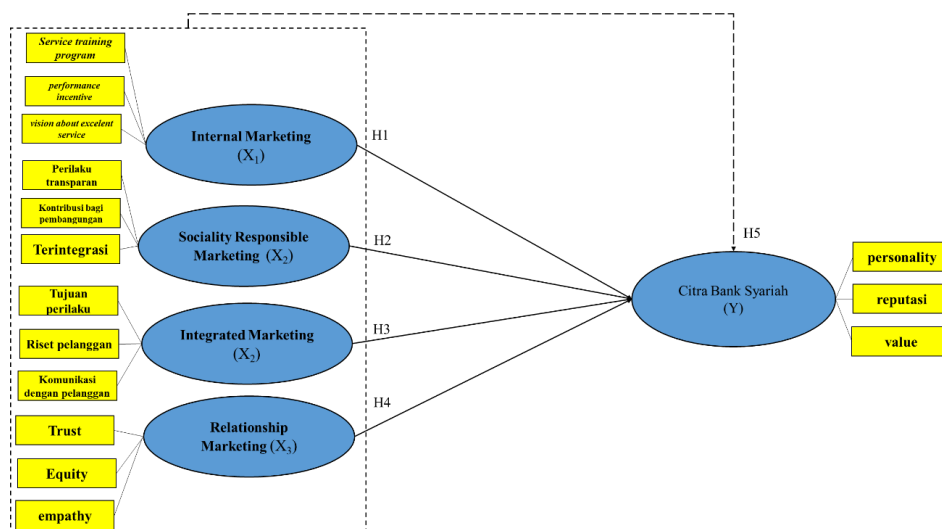 Service training
program
performance
incentive
vision about excelent
service
Internal Marketing
(X₁)
H1
Perilaku
transparan
Kontribusi bagi
pembangungan
Terintegrasi
Sociality Responsible
Marketing (X₂)
H2
Tujuan
perilaku
Riset pelanggan
Komunikasi
dengan pelanggan
Integrated Marketing
(X₂)
H3
Trust
Equity
empathy
Relationship
Marketing (X₃)
H4
H5
Citra Bank Syariah
(Y)
personality
reputasi
value